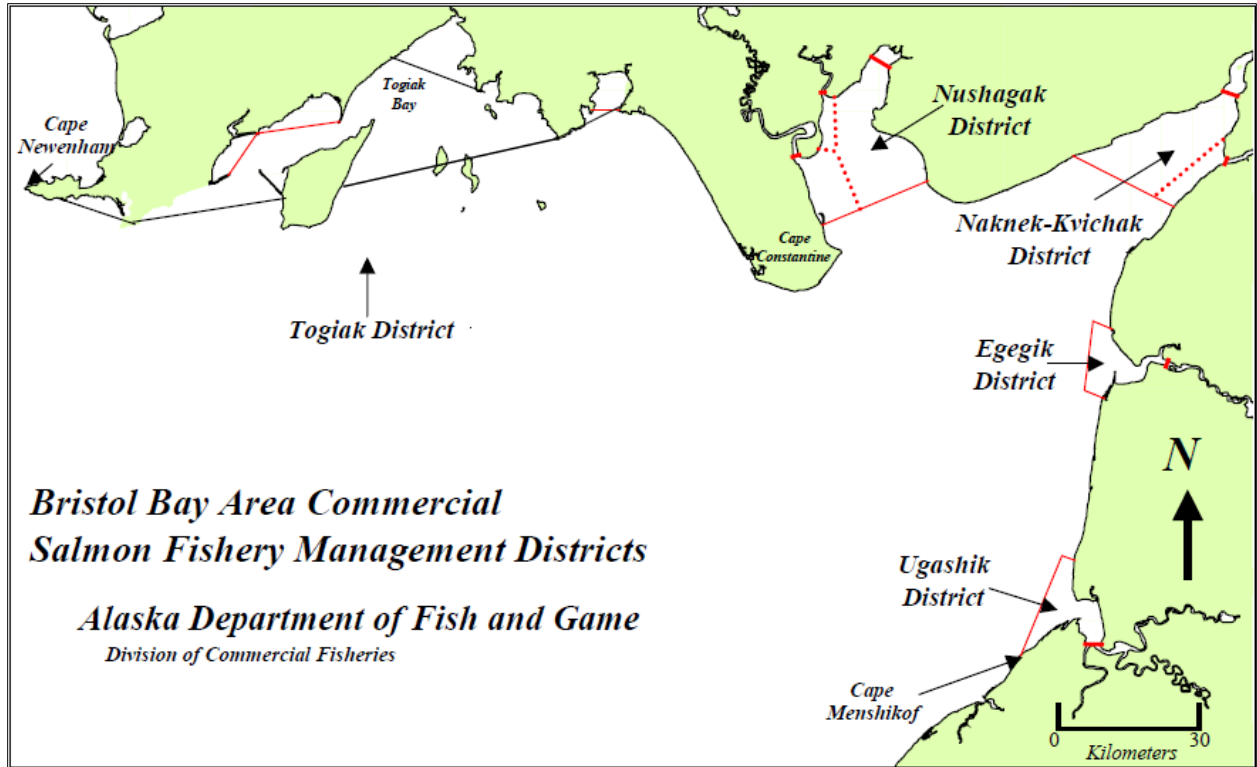 Togiak
Bay
Cape
Newenham
Nushagak
District
Naknek-Kvichak
District
Cape
Constantine
Togiak District
Egegik
District
N
Bristol Bay Area Commercial
Salmon Fishery Management Districts
Ugashik
District
Alaska Department of Fish and Game
Division of Commercial Fisheries
Cape
Menshikof
0 30
Kilometers